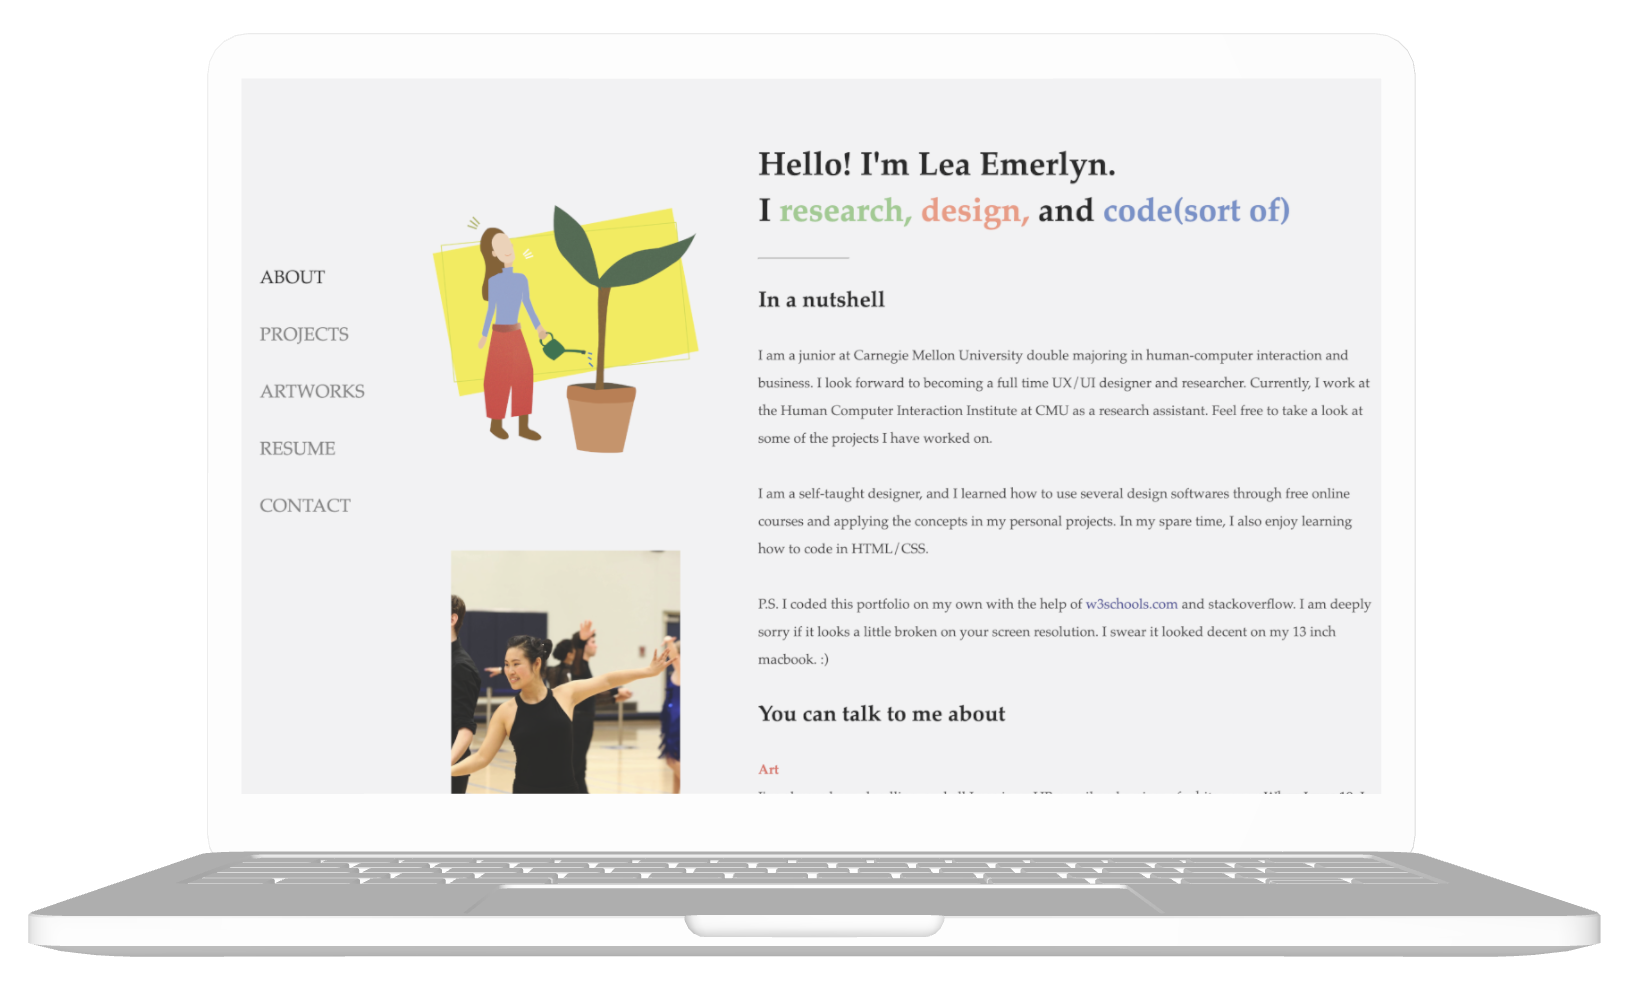 ABOUT
PROJECTS
ARTWORKS
RESUME
CONTACT
Hello! I'm Lea Emerlyn.
I research, design, and code(sort of)
In a nutshell
I am a junior at Carnegie Mellon University double majoring in human-computer interaction and
business. I look forward to becoming a full time UX/UI designer and researcher. Currently, I work at
the Human Computer Interaction Institute at CMU as a research assistant. Feel free to take a look at
some of the projects I have worked on.
I am a self-taught designer, and I learned how to use several design softwares through free online
courses and applying the concepts in my personal projects. In my spare time, I also enjoy learning
how to code in HTML/CSS.
P.S. I coded this portfolio on my own with the help of w3schools.com and stackoverflow. I am deeply
sorry if it looks a little broken on your screen resolution. I swear it looked decent on my 13 inch
macbook. :)
You can talk to me about
Art